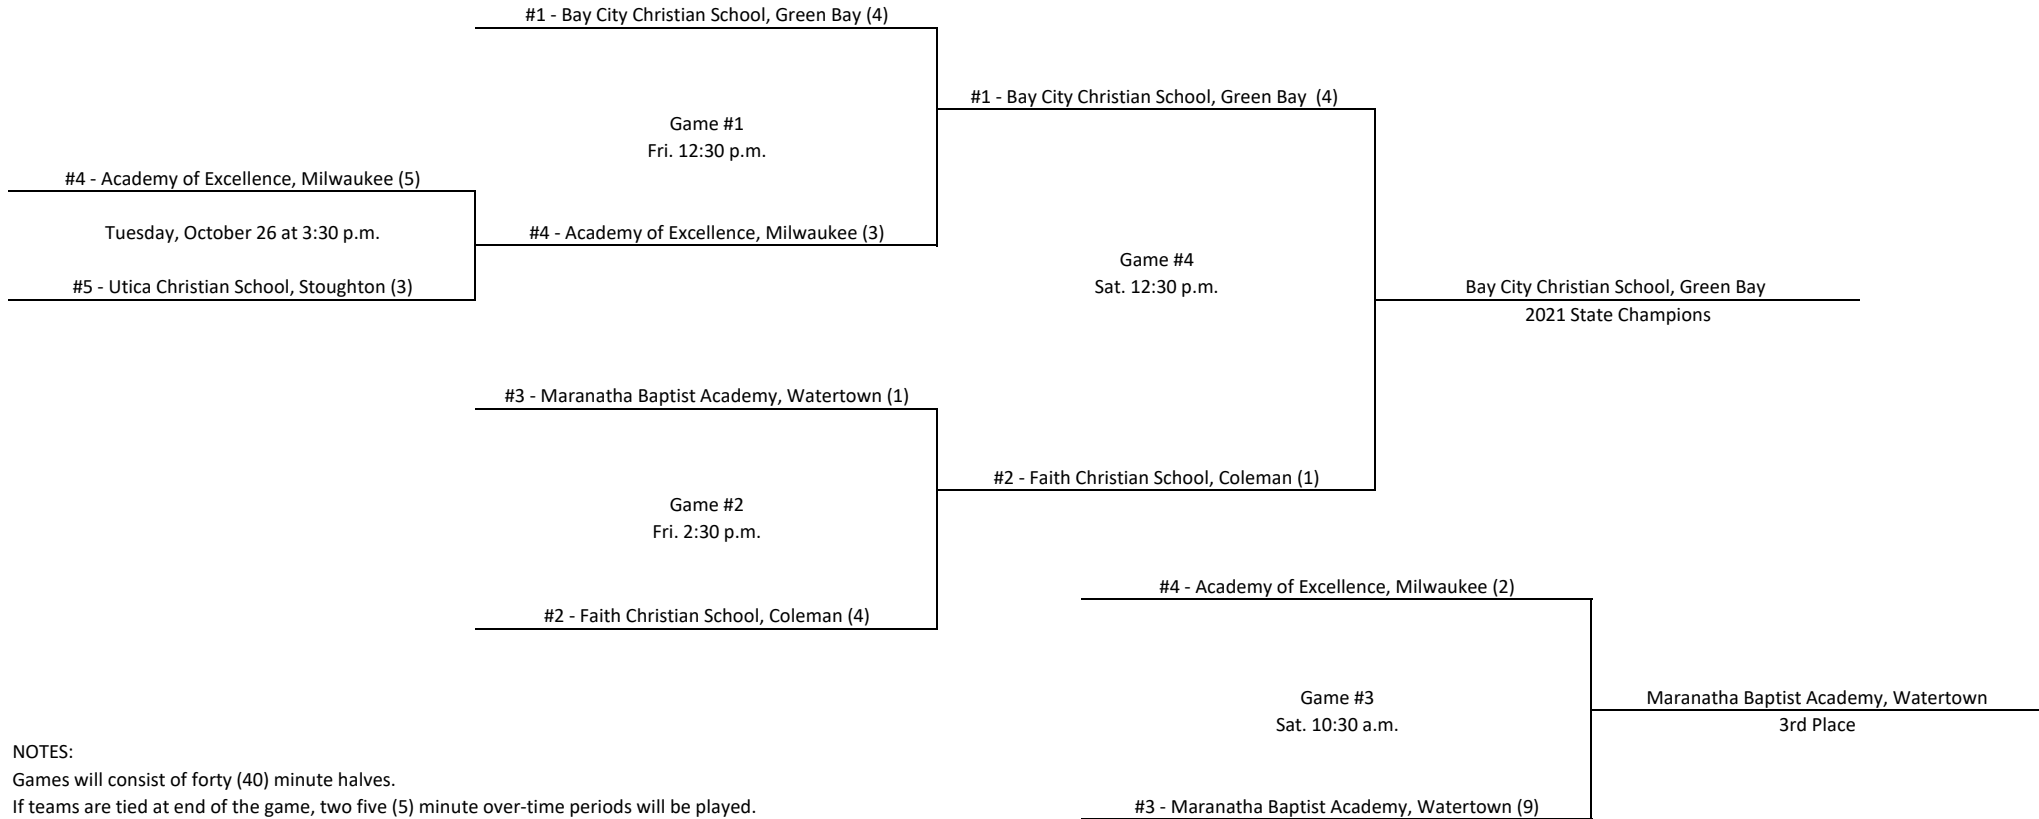 #1 - Bay City Christian School, Green Bay (4)
#1 - Bay City Christian School, Green Bay  (4)
Game #1
Fri. 12:30 p.m.
#4 - Academy of Excellence, Milwaukee (5)
Tuesday, October 26 at 3:30 p.m.
#4 - Academy of Excellence, Milwaukee (3)
#5 - Utica Christian School, Stoughton (3)
Game #4
Sat. 12:30 p.m.
Bay City Christian School, Green Bay
2021 State Champions
#3 - Maranatha Baptist Academy, Watertown (1)
#2 - Faith Christian School, Coleman (1)
Game #2
Fri. 2:30 p.m.
#2 - Faith Christian School, Coleman (4)
#4 - Academy of Excellence, Milwaukee (2)
Game #3
Sat. 10:30 a.m.
Maranatha Baptist Academy, Watertown
3rd Place
#3 - Maranatha Baptist Academy, Watertown (9)
NOTES:
Games will consist of forty (40) minute halves.
If teams are tied at end of the game, two five (5) minute over-time periods will be played.